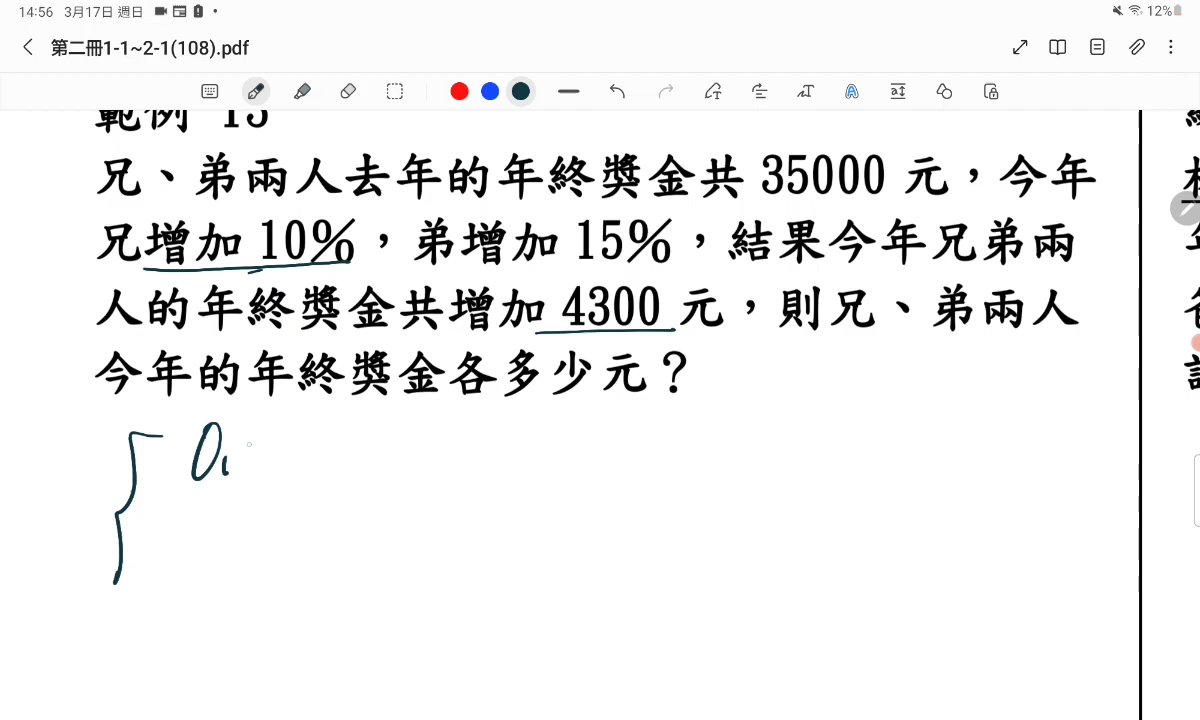 14:56 3月17日 週日 12%
第二冊1-1~2-1(108).pdf
範例 15
兄、弟兩人去年的年終獎金共 35000 元，今年
兄增加 10%，弟增加 15%，結果今年兄弟兩
人的年終獎金共增加 4300 元，則兄、弟兩人
今年的年終獎金各多少元？